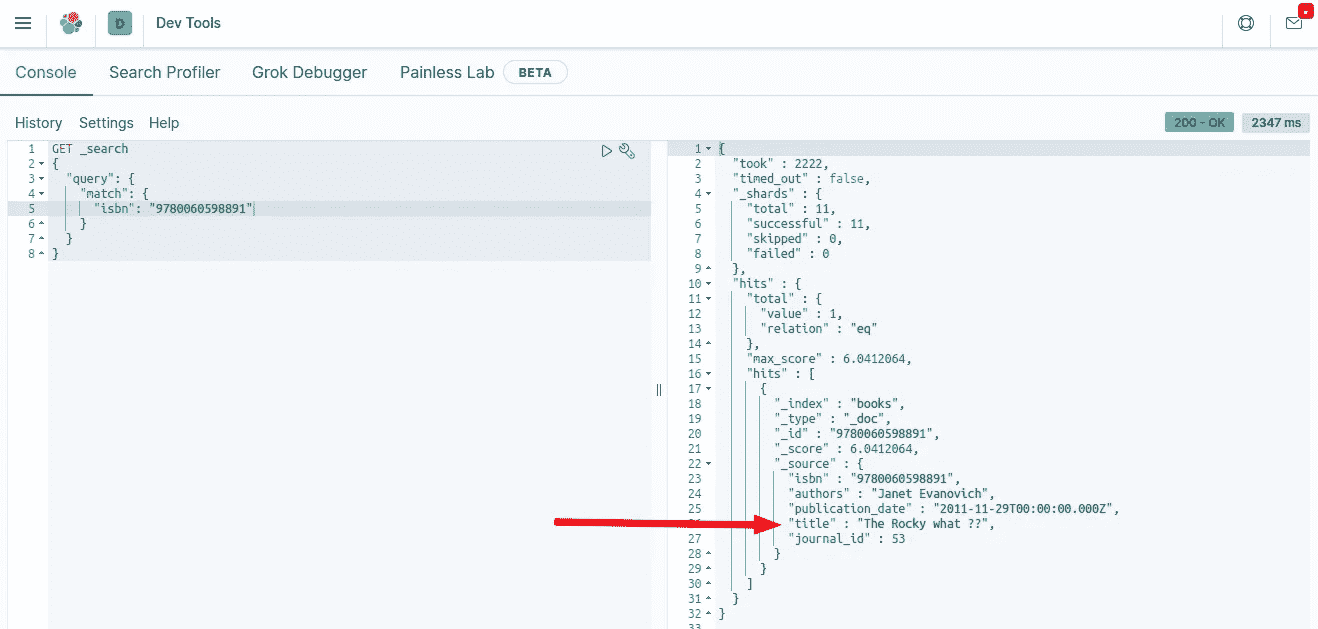 D Dev Tools
Console Search Profiler Grok Debugger Painless Lab BETA
History Settings Help
200 - OK 2347 ms
1 GET _search
2 {
3 "query": {
4 "match": {
5 "isbn": "9780060598891"
6 }
7 }
8 }
1 {
2 "took" : 2222,
3 "timed_out" : false,
4 "_shards" : {
5 "total" : 11,
6 "successful" : 11,
7 "skipped" : 0,
8 "failed" : 0
9 },
10 "hits" : {
11 "total" : {
12 "value" : 1,
13 "relation" : "eq"
14 },
15 "max_score" : 6.0412064,
16 "hits" : [
17 {
18 "_index" : "books",
19 "_type" : "_doc",
20 "_id" : "9780060598891",
21 "_score" : 6.0412064,
22 "_source" : {
23 "isbn" : "9780060598891",
24 "authors" : "Janet Evanovich",
25 "publication_date" : "2011-11-29T00:00:00.000Z",
"title" : "The Rocky what ??",
27 "journal_id" : 53
28 }
29 }
30 ]
31 }
32 }
33